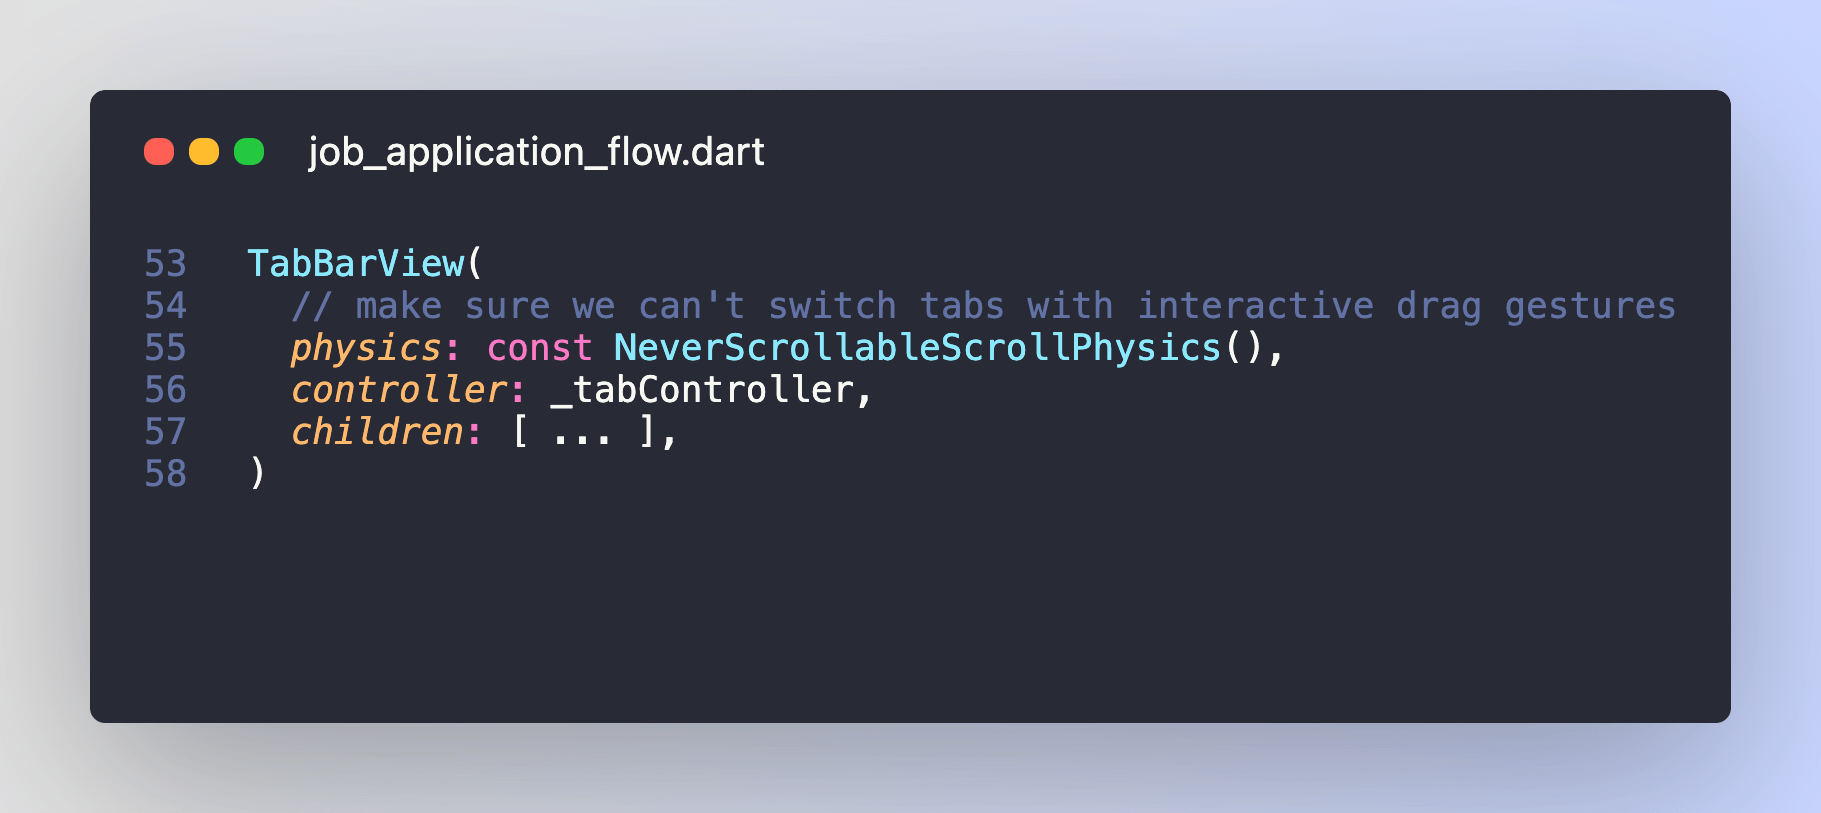 job_application_flow.dart
53 TabBarView(
54 // make sure we can't switch tabs with interactive drag gestures
55 physics: const NeverScrollableScrollPhysics(),
56 controller: _tabController,
57 children: [ ... ],
58 )